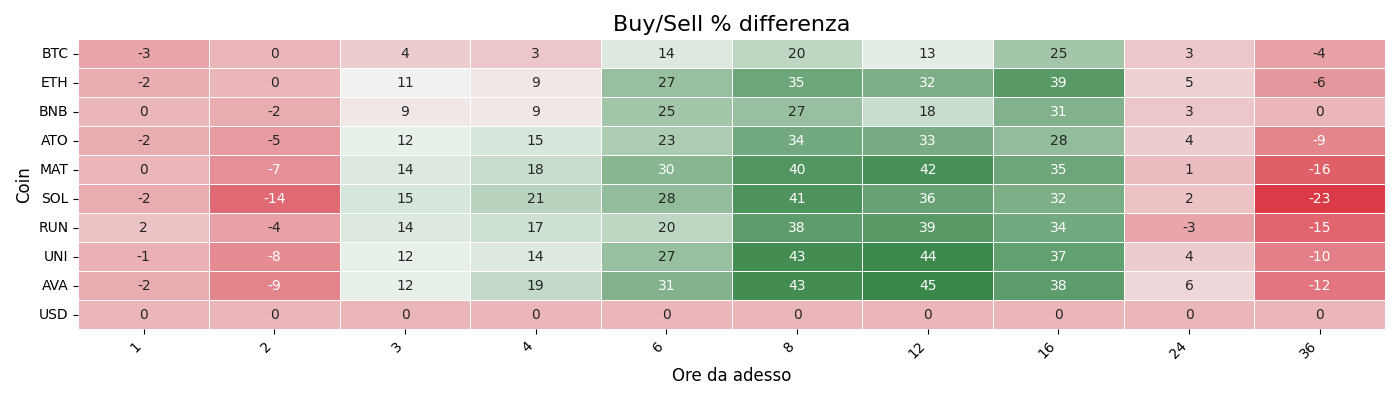 Buy/Sell % differenza
Coin
BTC -3 0 4 3 14 20 13 25 3 -4
ETH -2 0 11 9 27 35 32 39 5 -6
BNB 0 -2 9 9 25 27 18 31 3 0
ATO -2 -5 12 15 23 34 33 28 4 -9
MAT 0 -7 14 18 30 40 42 35 1 -16
SOL -2 -14 15 21 28 41 36 32 2 -23
RUN 2 -4 14 17 20 38 39 34 -3 -15
UNI -1 -8 12 14 27 43 44 37 4 -10
AVA -2 -9 12 19 31 43 45 38 6 -12
USD 0 0 0 0 0 0 0 0 0 0
1 2 3 4 6 8 12 16 24 36
Ore da adesso